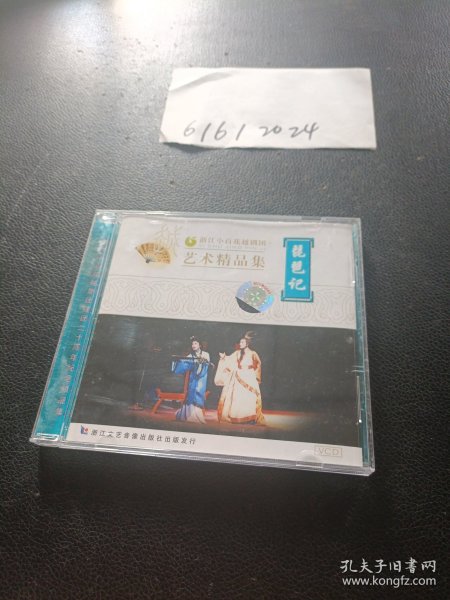 61612024
浙江小百花越剧团
艺术精品集
琵琶记
浙江文艺音像出版社出版发行
VCD
孔夫子旧书网
www.kongfz.com